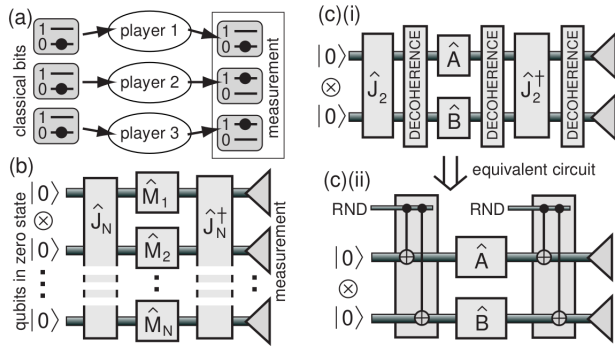 (a)
classical bits
1
0
player 1
1
0
1
0
player 2
1
0
1
0
player 3
1
0
measurement
(b)
qubits in zero state
|0⟩
⊗
|0⟩
|0⟩
Ĵ_N
M̂_1
M̂_2
M̂_N
Ĵ_N^†
measurement
(c)(i)
|0⟩
⊗
|0⟩
Ĵ_2
DECOHERENCE
Â
B̂
DECOHERENCE
Ĵ_2^†
DECOHERENCE
equivalent circuit
(c)(ii)
RND
RND
|0⟩
⊗
|0⟩
Â
B̂